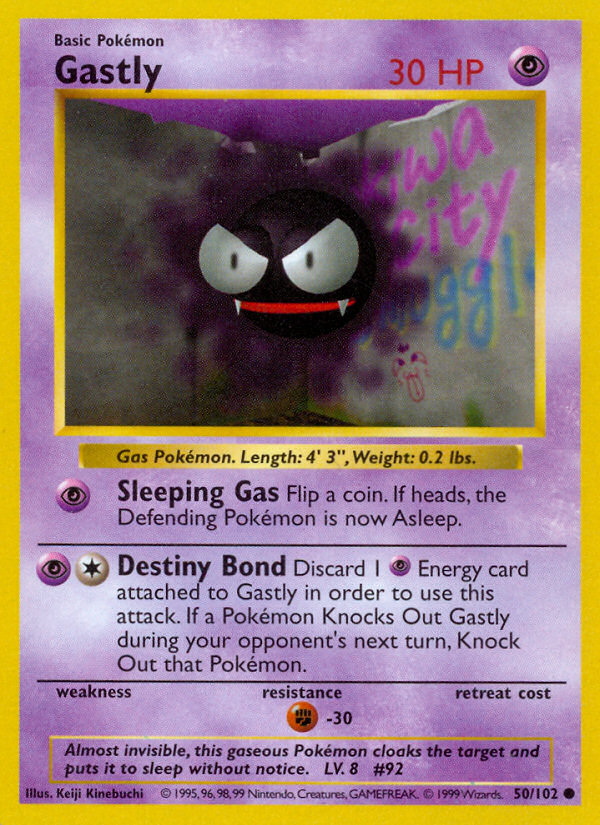 Basic Pokémon
Gastly
30 HP
city
Gas Pokémon. Length: 4' 3", Weight: 0.2 lbs.
Sleeping Gas Flip a coin. If heads, the
Defending Pokémon is now Asleep.
Destiny Bond Discard 1 Energy card
attached to Gastly in order to use this
attack. If a Pokémon Knocks Out Gastly
during your opponent's next turn, Knock
Out that Pokémon.
weakness resistance retreat cost
-30
Almost invisible, this gaseous Pokémon cloaks the target and
puts it to sleep without notice. LV. 8 #92
Illus. Keiji Kinebuchi © 1995, 96, 98, 99 Nintendo, Creatures, GAMEFREAK. © 1999 Wizards. 50/102